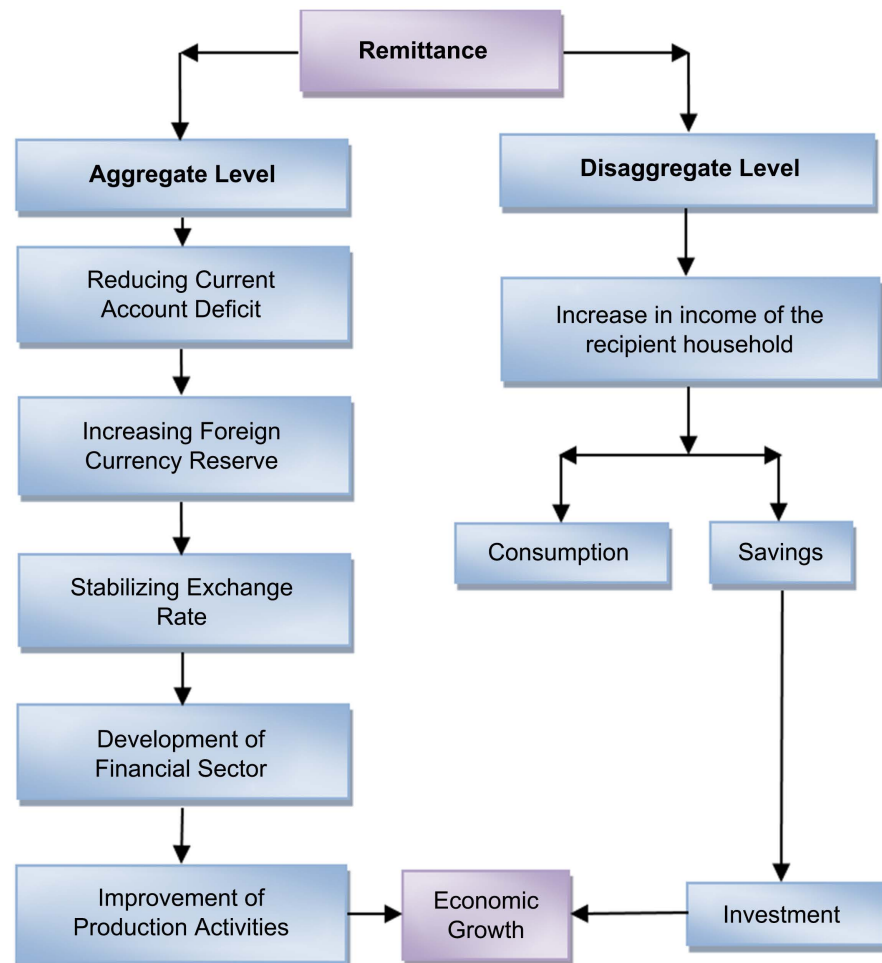 Remittance
Aggregate Level
Disaggregate Level
Reducing Current
Account Deficit
Increase in income of the
recipient household
Increasing Foreign
Currency Reserve
Consumption
Savings
Stabilizing Exchange
Rate
Development of
Financial Sector
Improvement of
Production Activities
Economic
Growth
Investment